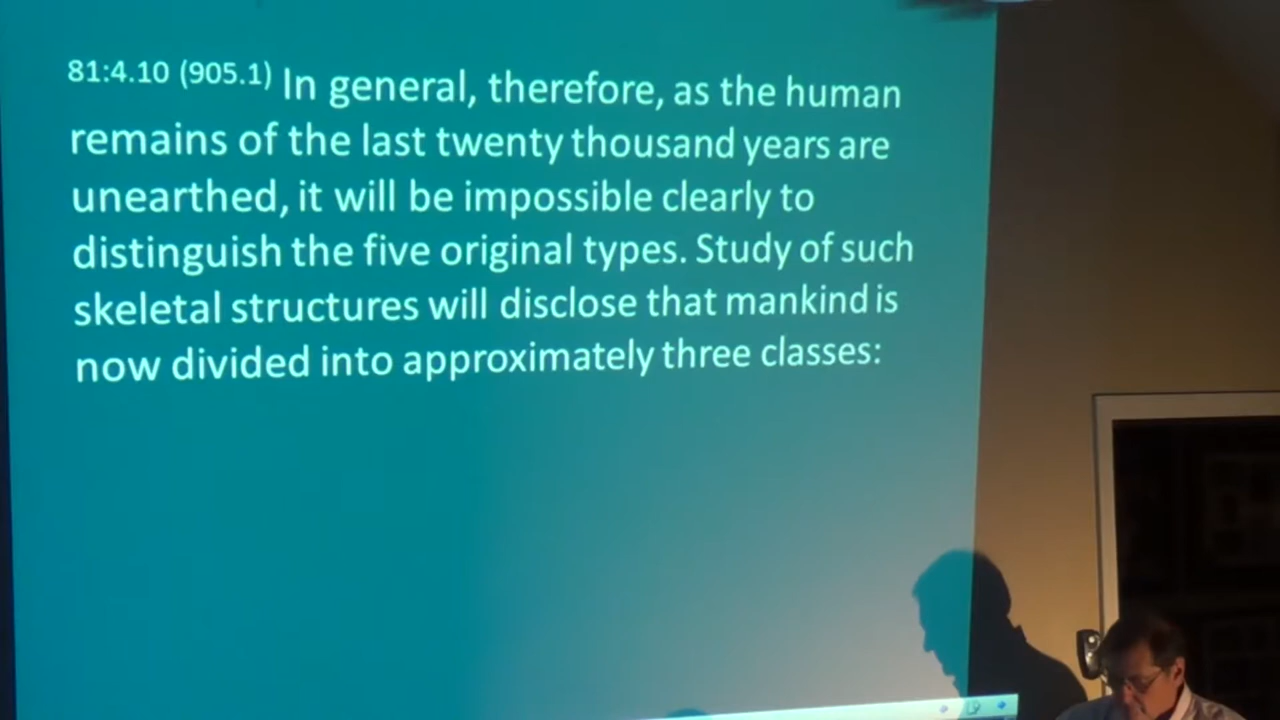 81:4.10 (905.1) In general, therefore, as the human
remains of the last twenty thousand years are
unearthed, it will be impossible clearly to
distinguish the five original types. Study of such
skeletal structures will disclose that mankind is
now divided into approximately three classes: